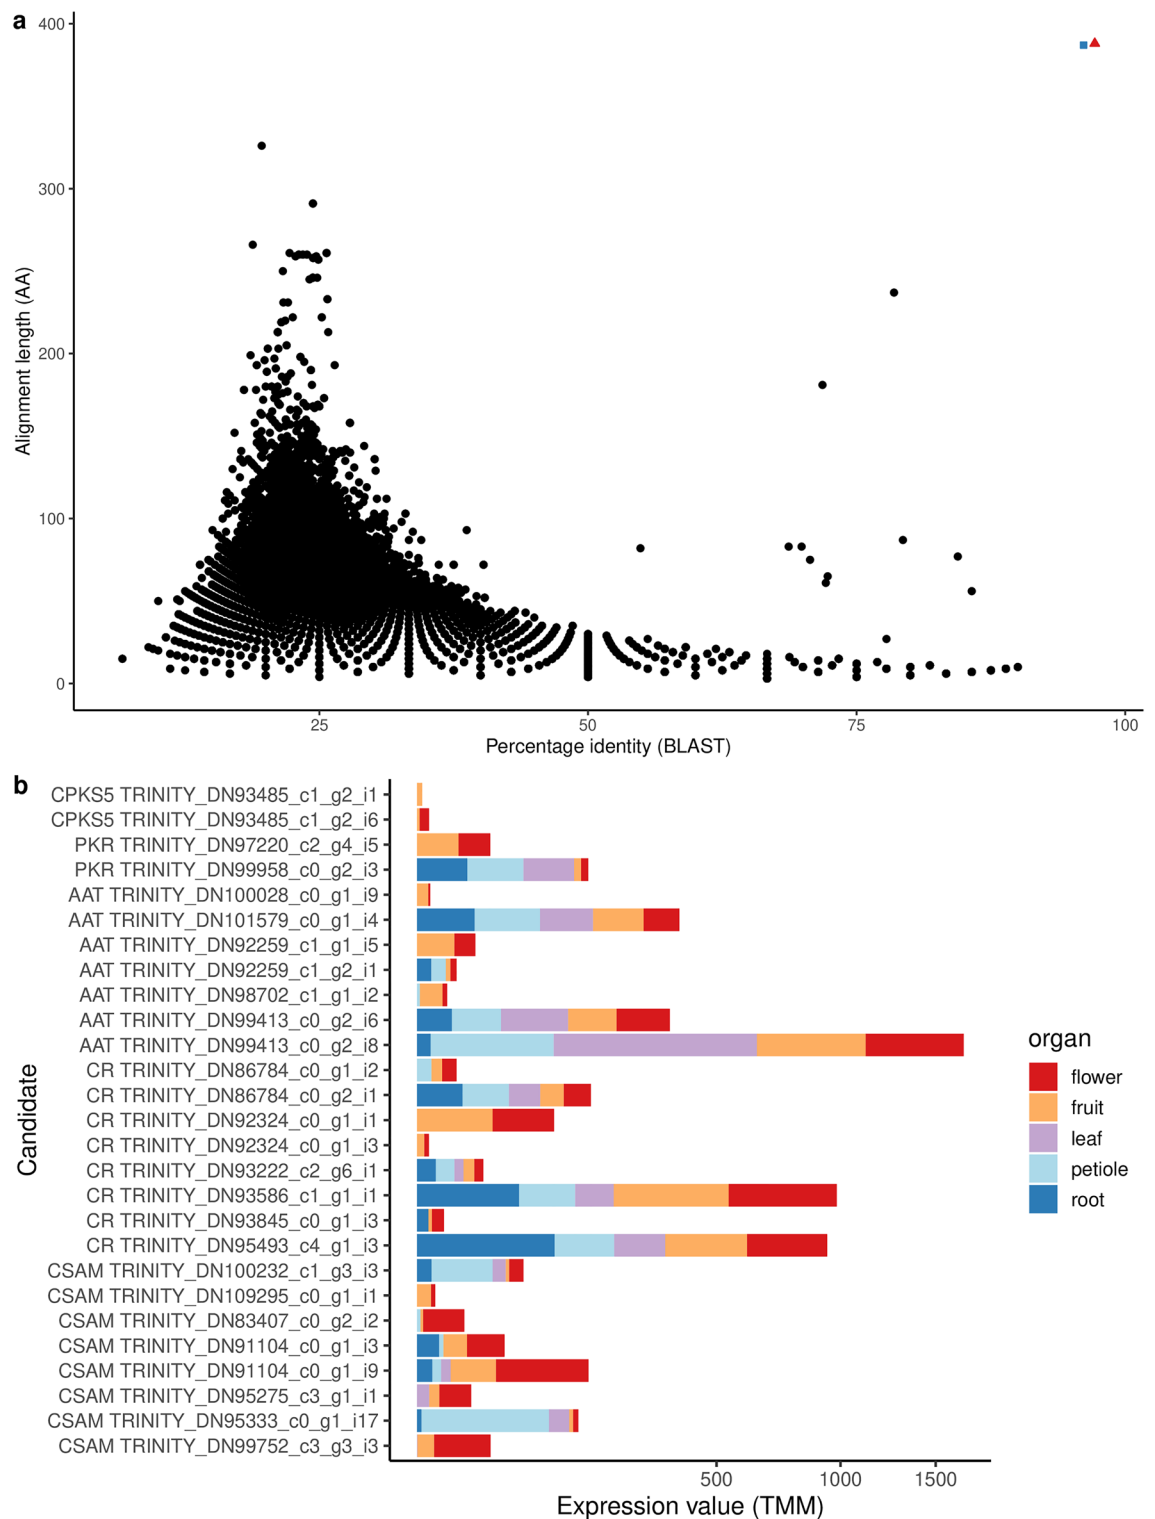 a
400
300
200
100
0
Alignment length (AA)
25
50
75
100
Percentage identity (BLAST)
b
CPKS5 TRINITY_DN93485_c1_g2_i1
CPKS5 TRINITY_DN93485_c1_g2_i6
PKR TRINITY_DN97220_c2_g4_i5
PKR TRINITY_DN99958_c0_g2_i3
AAT TRINITY_DN100028_c0_g1_i9
AAT TRINITY_DN101579_c0_g1_i4
AAT TRINITY_DN92259_c1_g1_i5
AAT TRINITY_DN92259_c1_g2_i1
AAT TRINITY_DN98702_c1_g1_i2
AAT TRINITY_DN99413_c0_g2_i6
AAT TRINITY_DN99413_c0_g2_i8
CR TRINITY_DN86784_c0_g1_i2
CR TRINITY_DN86784_c0_g2_i1
CR TRINITY_DN92324_c0_g1_i1
CR TRINITY_DN92324_c0_g1_i3
CR TRINITY_DN93222_c2_g6_i1
CR TRINITY_DN93586_c1_g1_i1
CR TRINITY_DN93845_c0_g1_i3
CR TRINITY_DN95493_c4_g1_i3
CSAM TRINITY_DN100232_c1_g3_i3
CSAM TRINITY_DN109295_c0_g1_i1
CSAM TRINITY_DN83407_c0_g2_i2
CSAM TRINITY_DN91104_c0_g1_i3
CSAM TRINITY_DN91104_c0_g1_i9
CSAM TRINITY_DN95275_c3_g1_i1
CSAM TRINITY_DN95333_c0_g1_i17
CSAM TRINITY_DN99752_c3_g3_i3
Candidate
500
1000
1500
Expression value (TMM)
organ
flower
fruit
leaf
petiole
root